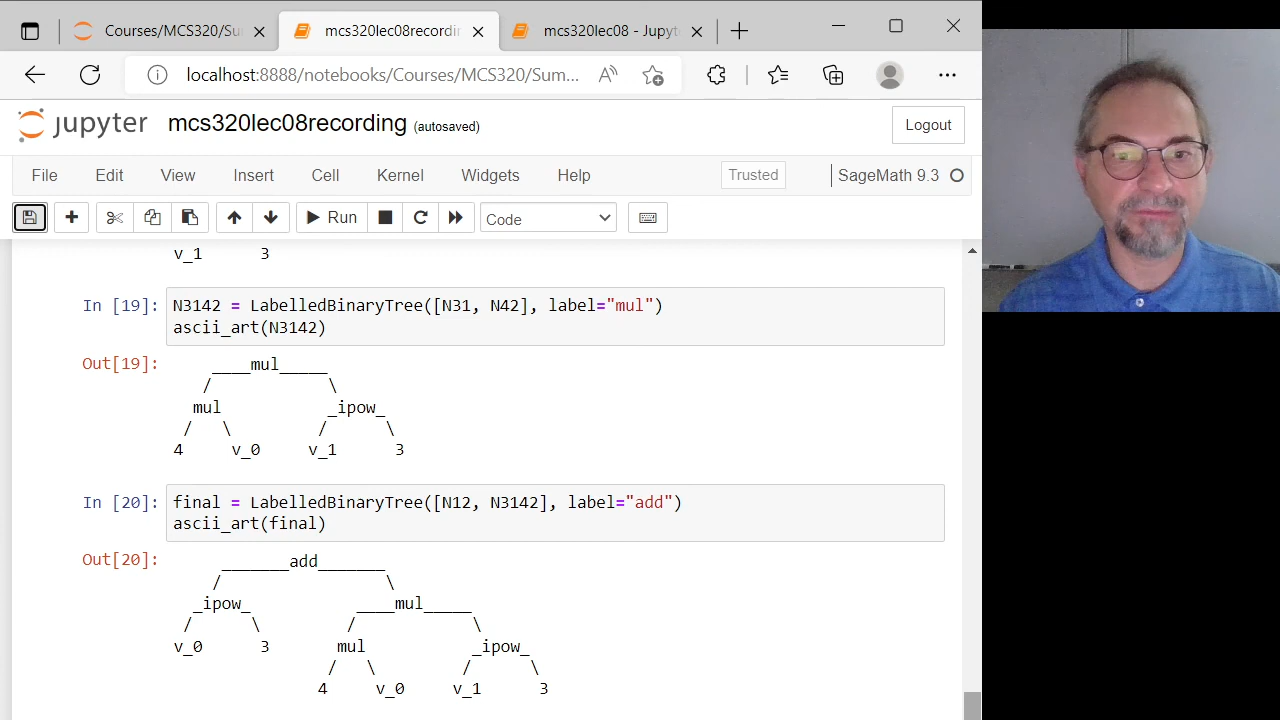 Courses/MCS320/Su
mcs320lec08recordi
mcs320lec08 - Jupyt
localhost:8888/notebooks/Courses/MCS320/Sum...
jupyter mcs320lec08recording (autosaved)
Logout
File Edit View Insert Cell Kernel Widgets Help Trusted SageMath 9.3
Run Code
v_1 3
In [19]: N3142 = LabelledBinaryTree([N31, N42], label="mul")
ascii_art(N3142)
Out[19]: ____mul_____
/ \
mul _ipow_
/ \ / \
4 v_0 v_1 3
In [20]: final = LabelledBinaryTree([N12, N3142], label="add")
ascii_art(final)
Out[20]: _______add_______
/ \
_ipow_ ____mul_____
/ \ / \
v_0 3 mul _ipow_
/ \ / \
4 v_0 v_1 3